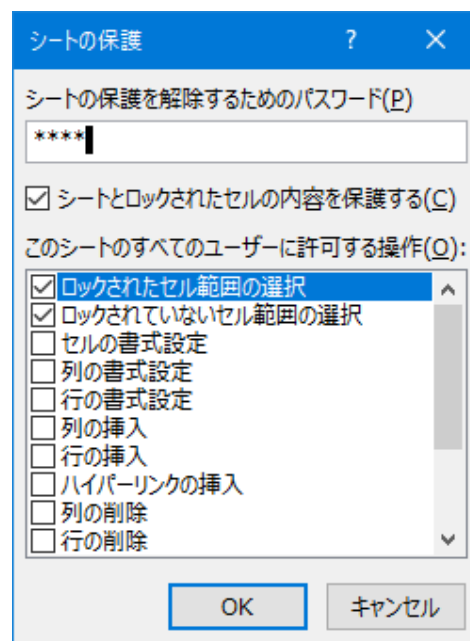 シートの保護 ?
シートの保護を解除するためのパスワード(P)
****
シートとロックされたセルの内容を保護する(C)
このシートのすべてのユーザーに許可する操作(O):
ロックされたセル範囲の選択
ロックされていないセル範囲の選択
セルの書式設定
列の書式設定
行の書式設定
列の挿入
行の挿入
ハイパーリンクの挿入
列の削除
行の削除
OK キャンセル